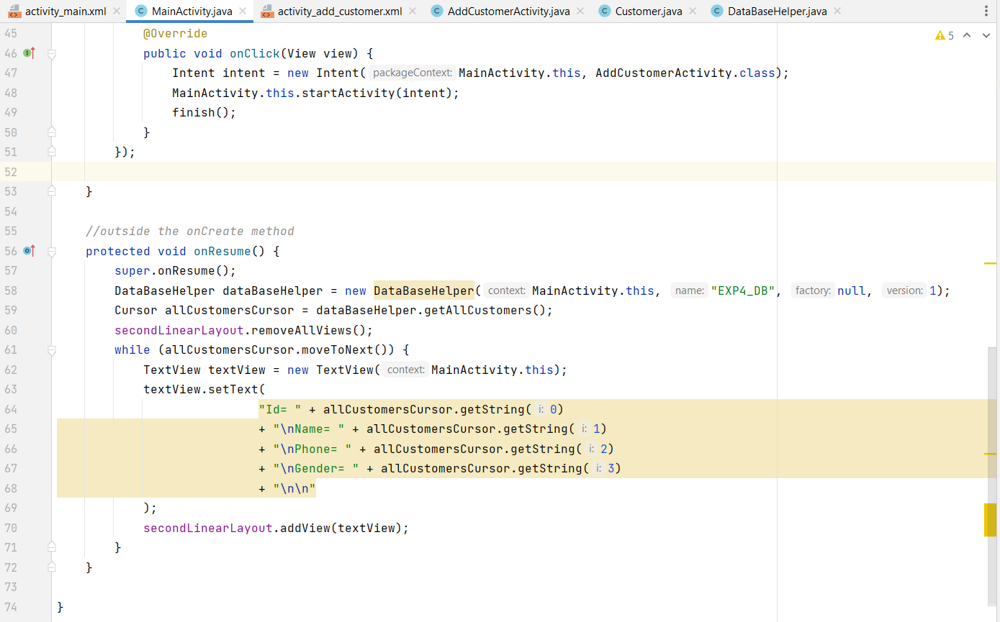 activity_main.xml MainActivity.java activity_add_customer.xml AddCustomerActivity.java Customer.java DataBaseHelper.java
45 @Override 5
46 public void onClick(View view) {
47 Intent intent = new Intent( packageContext: MainActivity.this, AddCustomerActivity.class);
48 MainActivity.this.startActivity(intent);
49 finish();
50 }
51 });
52
53 }
54
55 //outside the onCreate method
56 protected void onResume() {
57 super.onResume();
58 DataBaseHelper dataBaseHelper = new DataBaseHelper( context: MainActivity.this, name: "EXP4_DB", factory: null, version: 1);
59 Cursor allCustomersCursor = dataBaseHelper.getAllCustomers();
60 secondLinearLayout.removeAllViews();
61 while (allCustomersCursor.moveToNext()) {
62 TextView textView = new TextView( context: MainActivity.this);
63 textView.setText(
64 "Id= " + allCustomersCursor.getString( i: 0)
65 + "\nName= " + allCustomersCursor.getString( i: 1)
66 + "\nPhone= " + allCustomersCursor.getString( i: 2)
67 + "\nGender= " + allCustomersCursor.getString( i: 3)
68 + "\n\n"
69 );
70 secondLinearLayout.addView(textView);
71 }
72 }
73
74 }